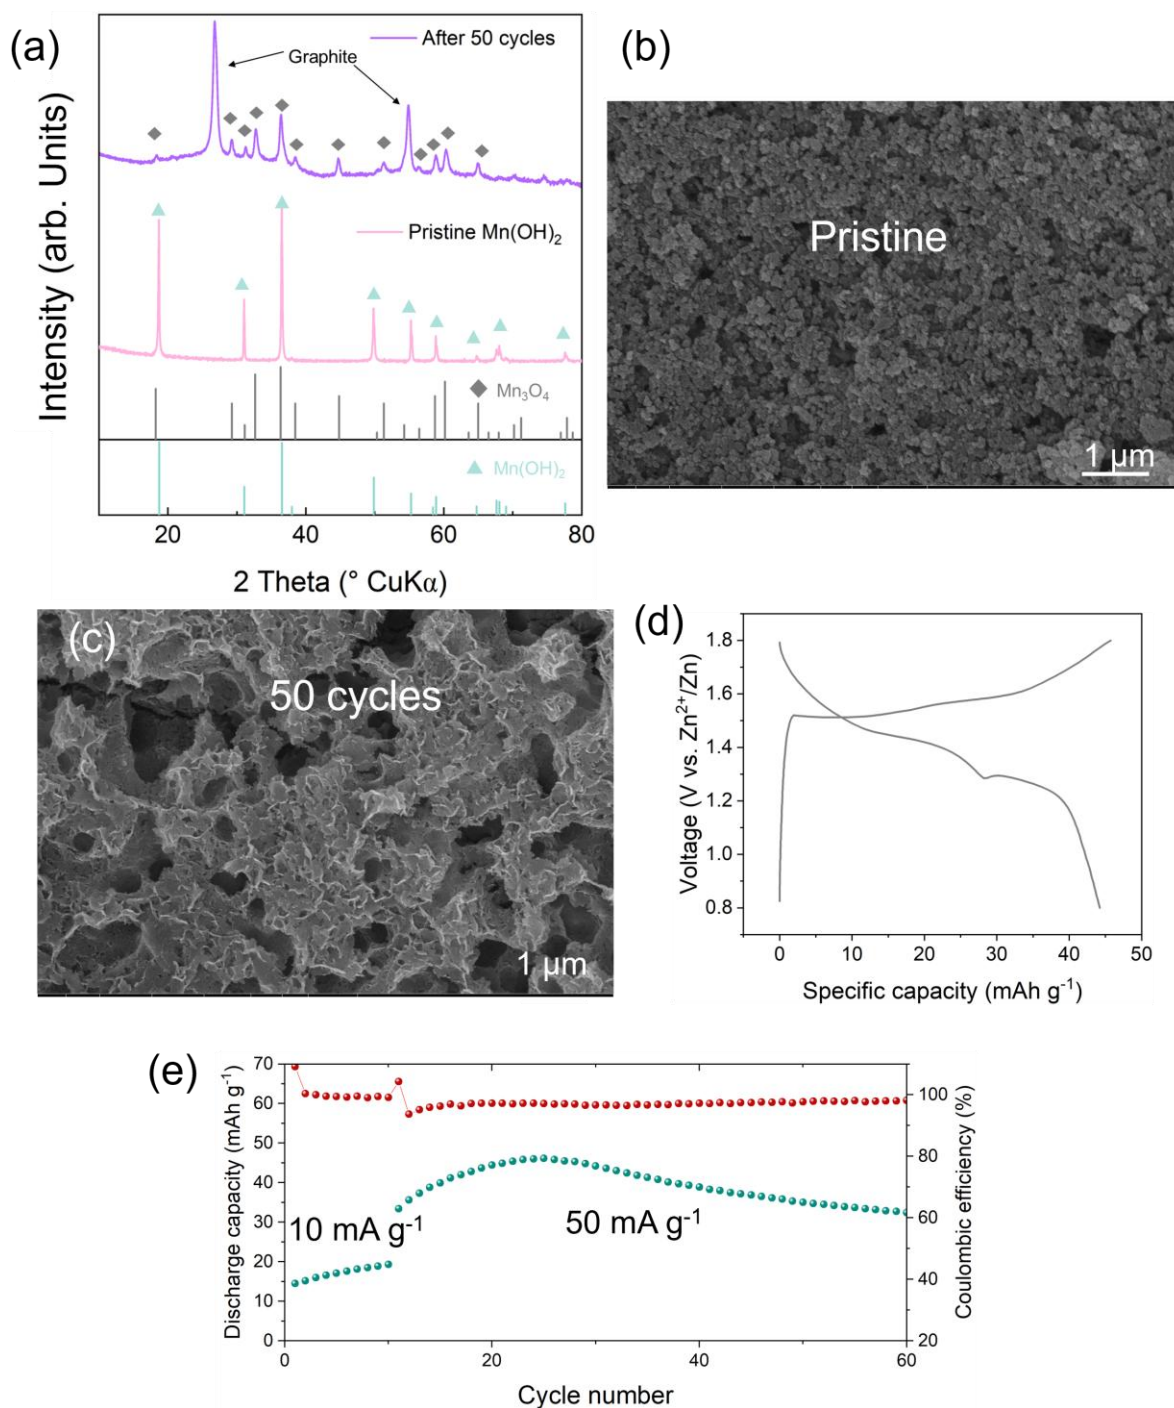 (a)
After 50 cycles
Graphite
Pristine Mn(OH)₂
Mn₃O₄
Mn(OH)₂
Intensity (arb. Units)
20 40 60 80
2 Theta (° CuKα)
(b)
Pristine
1 µm
(c)
50 cycles
1 µm
(d)
1.8
1.6
1.4
1.2
1.0
0.8
Voltage (V vs. Zn²⁺/Zn)
0 10 20 30 40 50
Specific capacity (mAh g⁻¹)
(e)
70
60
50
40
30
20
10
0
Discharge capacity (mAh g⁻¹)
10 mA g⁻¹
50 mA g⁻¹
100
80
60
40
20
Coulombic efficiency (%)
0 20 40 60
Cycle number